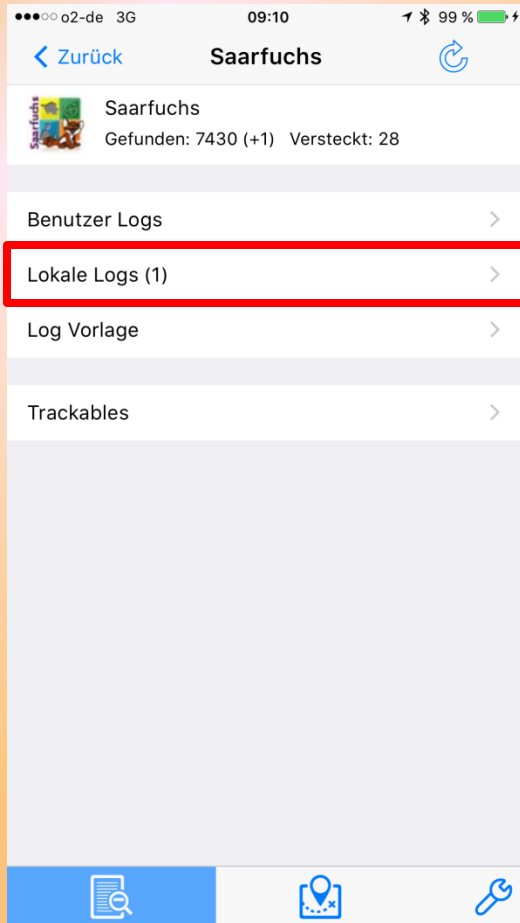 o2-de 3G 09:10 99 %
Zurück Saarfuchs
Saarfuchs
Saarfuchs
Gefunden: 7430 (+1) Versteckt: 28
Benutzer Logs
Lokale Logs (1)
Log Vorlage
Trackables